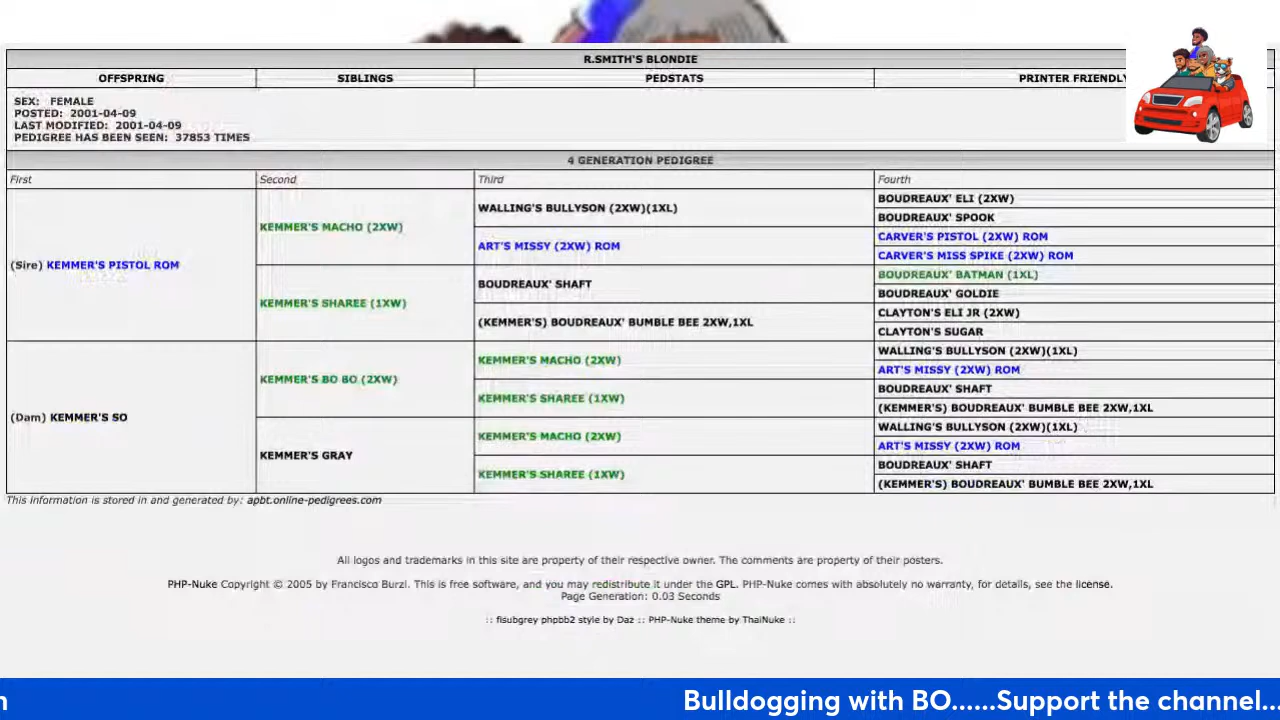 R.SMITH'S BLONDIE
OFFSPRING SIBLINGS PEDSTATS PRINTER FRIENDLY
SEX: FEMALE
POSTED: 2001-04-09
LAST MODIFIED: 2001-04-09
PEDIGREE HAS BEEN SEEN: 37853 TIMES
4 GENERATION PEDIGREE
First Second Third Fourth
(Sire) KEMMER'S PISTOL ROM
KEMMER'S MACHO (2XW)
WALLING'S BULLYSON (2XW)(1XL)
BOUDREAUX' ELI (2XW)
BOUDREAUX' SPOOK
ART'S MISSY (2XW) ROM
CARVER'S PISTOL (2XW) ROM
CARVER'S MISS SPIKE (2XW) ROM
KEMMER'S SHAREE (1XW)
BOUDREAUX' SHAFT
BOUDREAUX' BATMAN (1XL)
BOUDREAUX' GOLDIE
(KEMMER'S) BOUDREAUX' BUMBLE BEE 2XW,1XL
CLAYTON'S ELI JR (2XW)
CLAYTON'S SUGAR
(Dam) KEMMER'S SO
KEMMER'S BO BO (2XW)
KEMMER'S MACHO (2XW)
WALLING'S BULLYSON (2XW)(1XL)
ART'S MISSY (2XW) ROM
KEMMER'S SHAREE (1XW)
BOUDREAUX' SHAFT
(KEMMER'S) BOUDREAUX' BUMBLE BEE 2XW,1XL
KEMMER'S GRAY
KEMMER'S MACHO (2XW)
WALLING'S BULLYSON (2XW)(1XL)
ART'S MISSY (2XW) ROM
KEMMER'S SHAREE (1XW)
BOUDREAUX' SHAFT
(KEMMER'S) BOUDREAUX' BUMBLE BEE 2XW,1XL
This information is stored in and generated by: apbt.online-pedigrees.com
All logos and trademarks in this site are property of their respective owner. The comments are property of their posters.
PHP-Nuke Copyright © 2005 by Francisco Burzi. This is free software, and you may redistribute it under the GPL. PHP-Nuke comes with absolutely no warranty, for details, see the license.
Page Generation: 0.03 Seconds
:: fisubgrey phpbb2 style by Daz :: PHP-Nuke theme by ThaiNuke ::
n Bulldogging with BO......Support the channel...